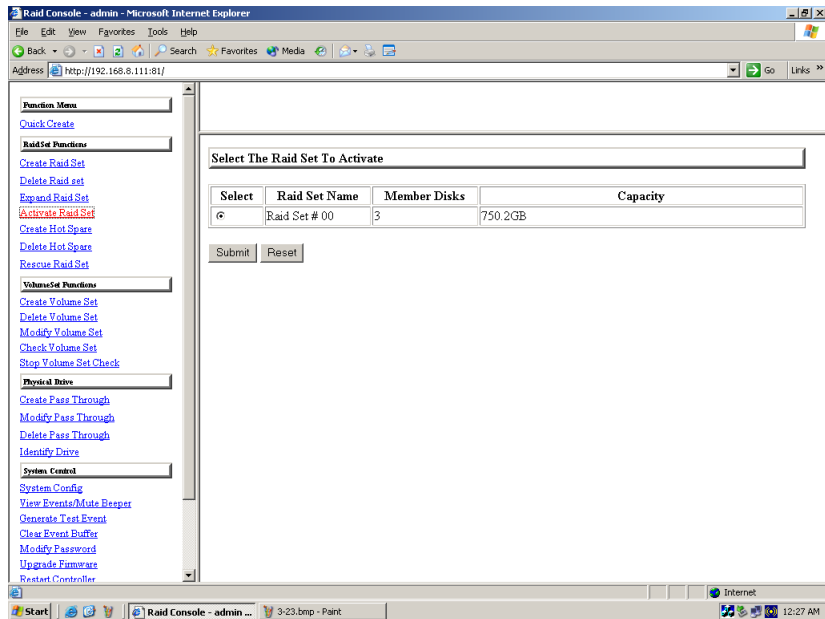 Raid Console - admin - Microsoft Internet Explorer
File Edit View Favorites Tools Help
Back Search Favorites Media
Address http://192.168.8.111:81/ Go Links »
Function Menu
Quick Create
RaidSet Functions
Create Raid Set
Delete Raid set
Expand Raid Set
Activate Raid Set
Create Hot Spare
Delete Hot Spare
Rescue Raid Set
VolumeSet Functions
Create Volume Set
Delete Volume Set
Modify Volume Set
Check Volume Set
Stop Volume Set Check
Physical Drive
Create Pass Through
Modify Pass Through
Delete Pass Through
Identify Drive
System Control
System Config
View Events/Mute Beeper
Generate Test Event
Clear Event Buffer
Modify Password
Upgrade Firmware
Restart Controller
Select The Raid Set To Activate
Select Raid Set Name Member Disks Capacity
Raid Set # 00 3 750.2GB
Submit Reset
Internet
Start Raid Console - admin ... 3-23.bmp - Paint 12:27 AM